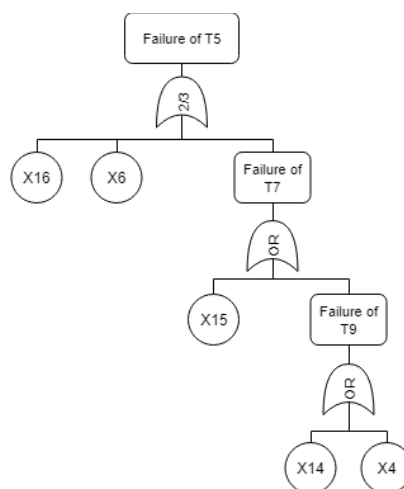 Failure of T5
2/3
X16
X6
Failure of
T7
OR
X15
Failure of
T9
OR
X14
X4